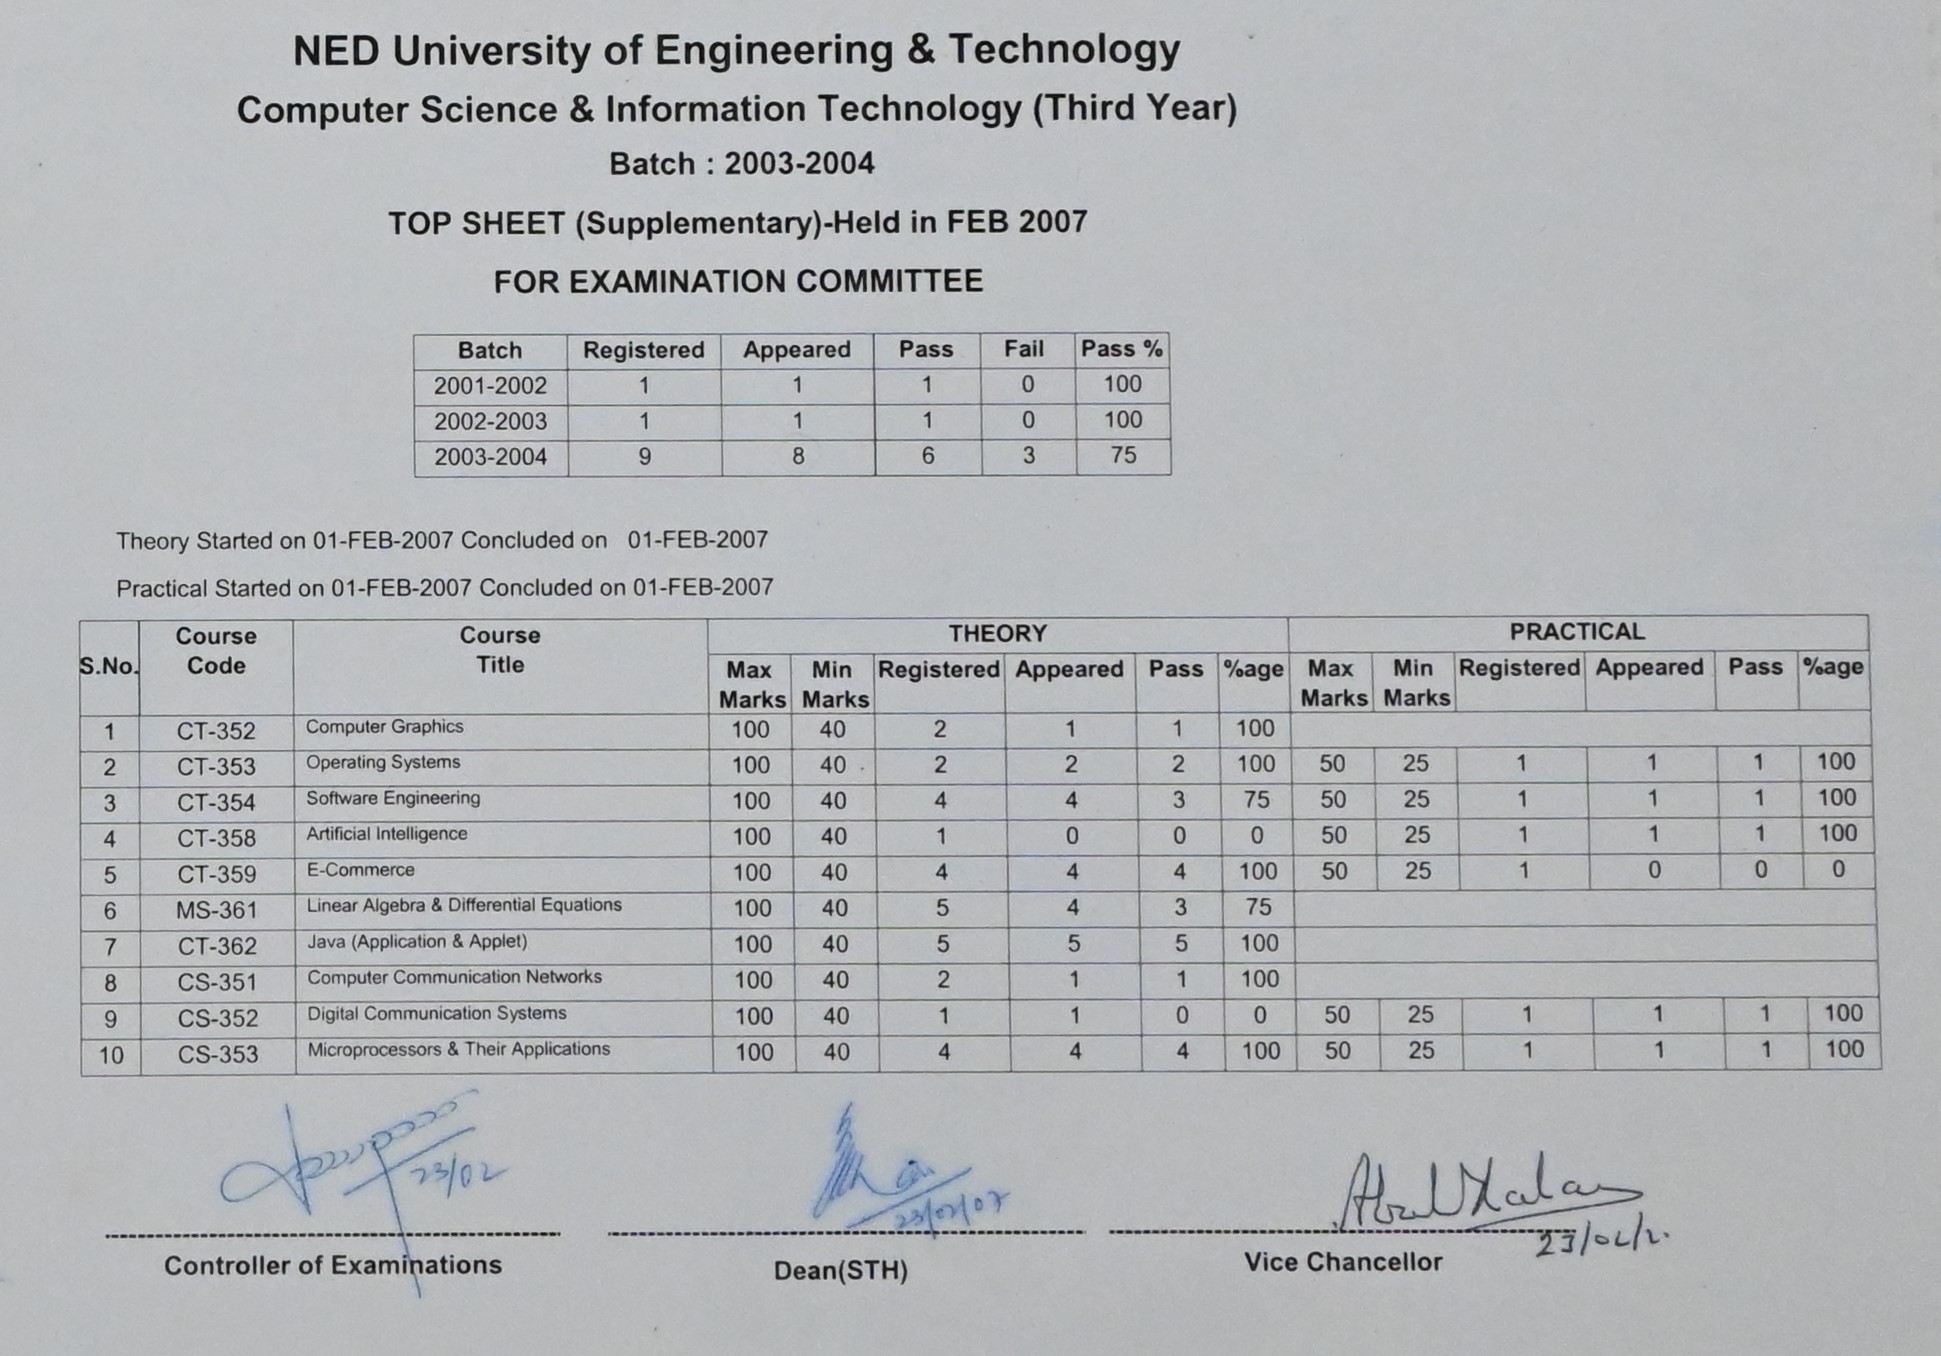 NED University of Engineering & Technology
Computer Science & Information Technology (Third Year)
Batch : 2003-2004
TOP SHEET (Supplementary)-Held in FEB 2007
FOR EXAMINATION COMMITTEE
Batch Registered Appeared Pass Fail Pass %
2001-2002 1 1 1 0 100
2002-2003 1 1 1 0 100
2003-2004 9 8 6 3 75
Theory Started on 01-FEB-2007 Concluded on 01-FEB-2007
Practical Started on 01-FEB-2007 Concluded on 01-FEB-2007
S.No. Course Code Course Title THEORY PRACTICAL
Max Marks Min Marks Registered Appeared Pass %age Max Marks Min Marks Registered Appeared Pass %age
1 CT-352 Computer Graphics 100 40 2 1 1 100
2 CT-353 Operating Systems 100 40 2 2 2 100 50 25 1 1 1 100
3 CT-354 Software Engineering 100 40 4 4 3 75 50 25 1 1 1 100
4 CT-358 Artificial Intelligence 100 40 1 0 0 0 50 25 1 1 1 100
5 CT-359 E-Commerce 100 40 4 4 4 100 50 25 1 0 0 0
6 MS-361 Linear Algebra & Differential Equations 100 40 5 4 3 75
7 CT-362 Java (Application & Applet) 100 40 5 5 5 100
8 CS-351 Computer Communication Networks 100 40 2 1 1 100
9 CS-352 Digital Communication Systems 100 40 1 1 0 0 50 25 1 1 1 100
10 CS-353 Microprocessors & Their Applications 100 40 4 4 4 100 50 25 1 1 1 100
23/02 23/02/07
Controller of Examinations Dean(STH) Vice Chancellor